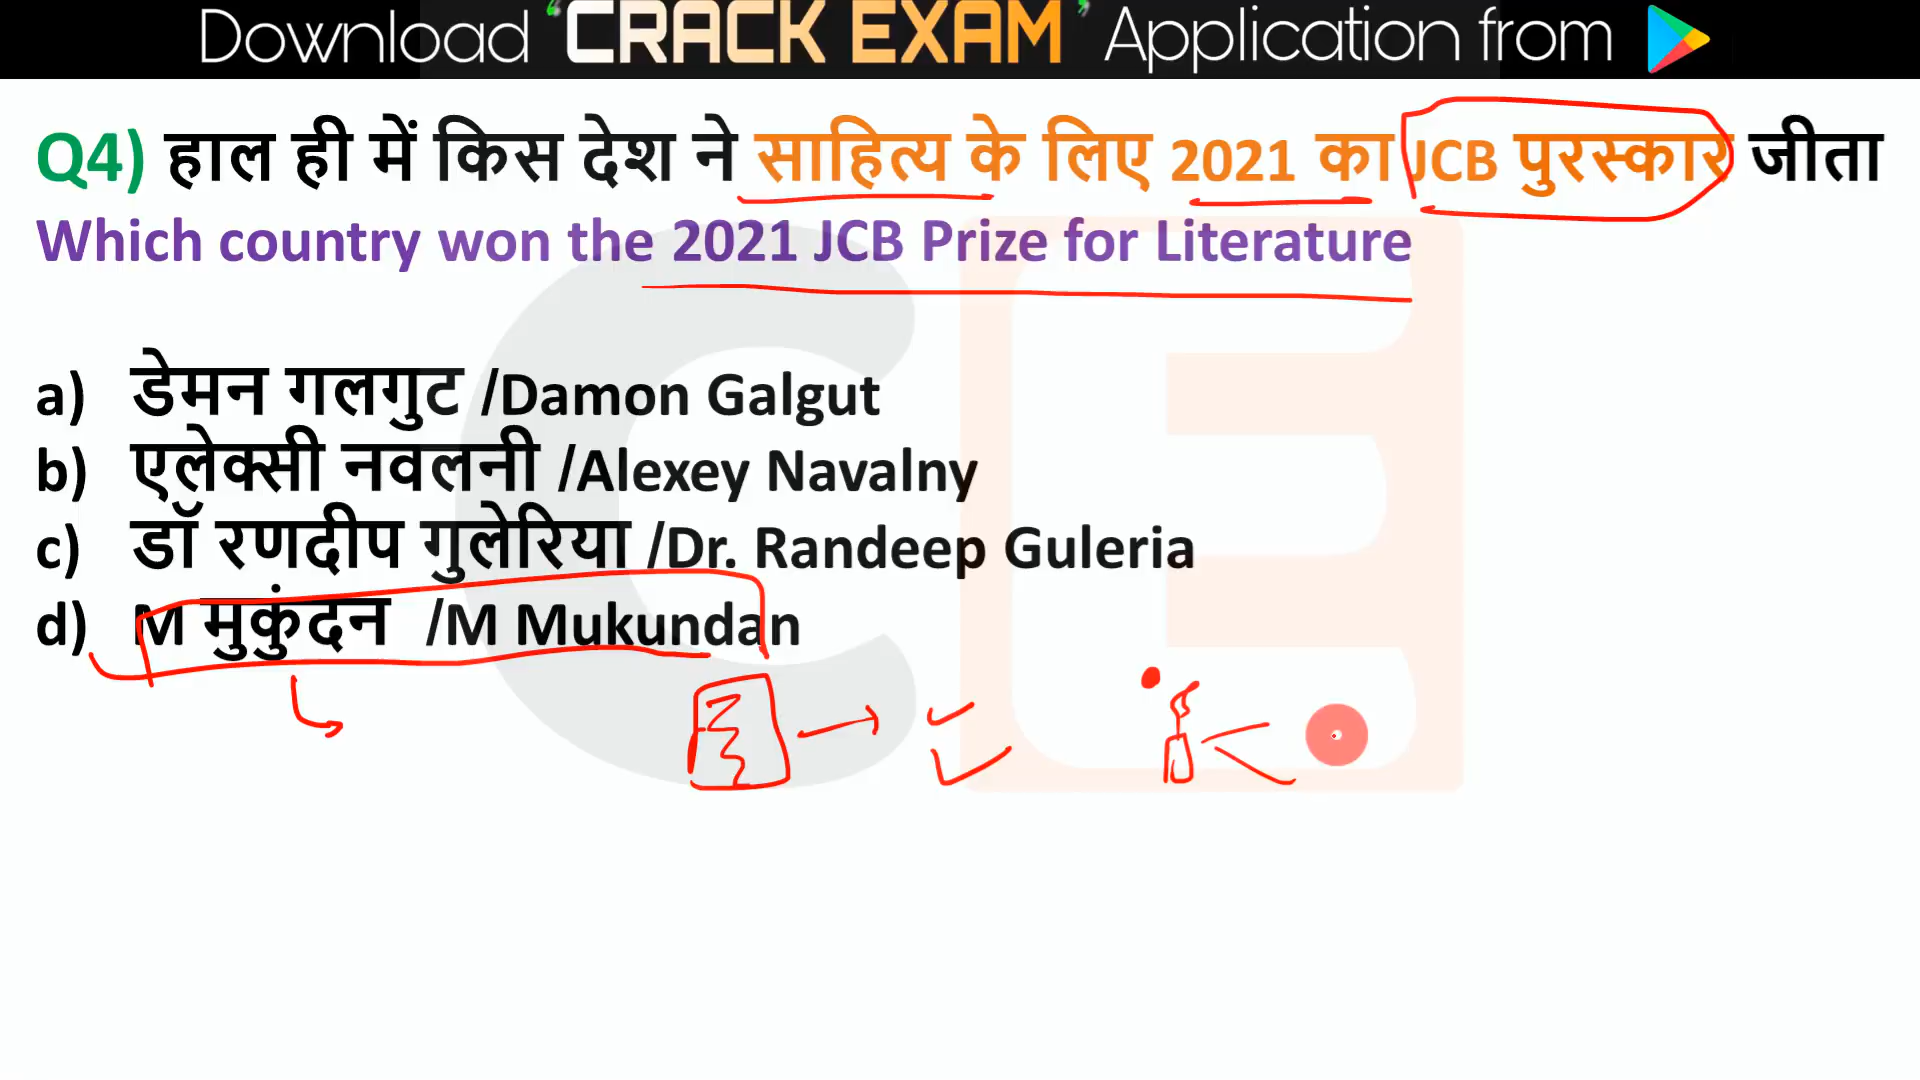 Download ‘CRACK EXAM’ Application from
Q4) हाल ही में किस देश ने साहित्य के लिए 2021 का JCB पुरस्कार जीता
Which country won the 2021 JCB Prize for Literature
a) डेमन गलगुट /Damon Galgut
b) एलेक्सी नवलनी /Alexey Navalny
c) डॉ रणदीप गुलेरिया /Dr. Randeep Guleria
d) M मुकुंदन /M Mukundan
CE